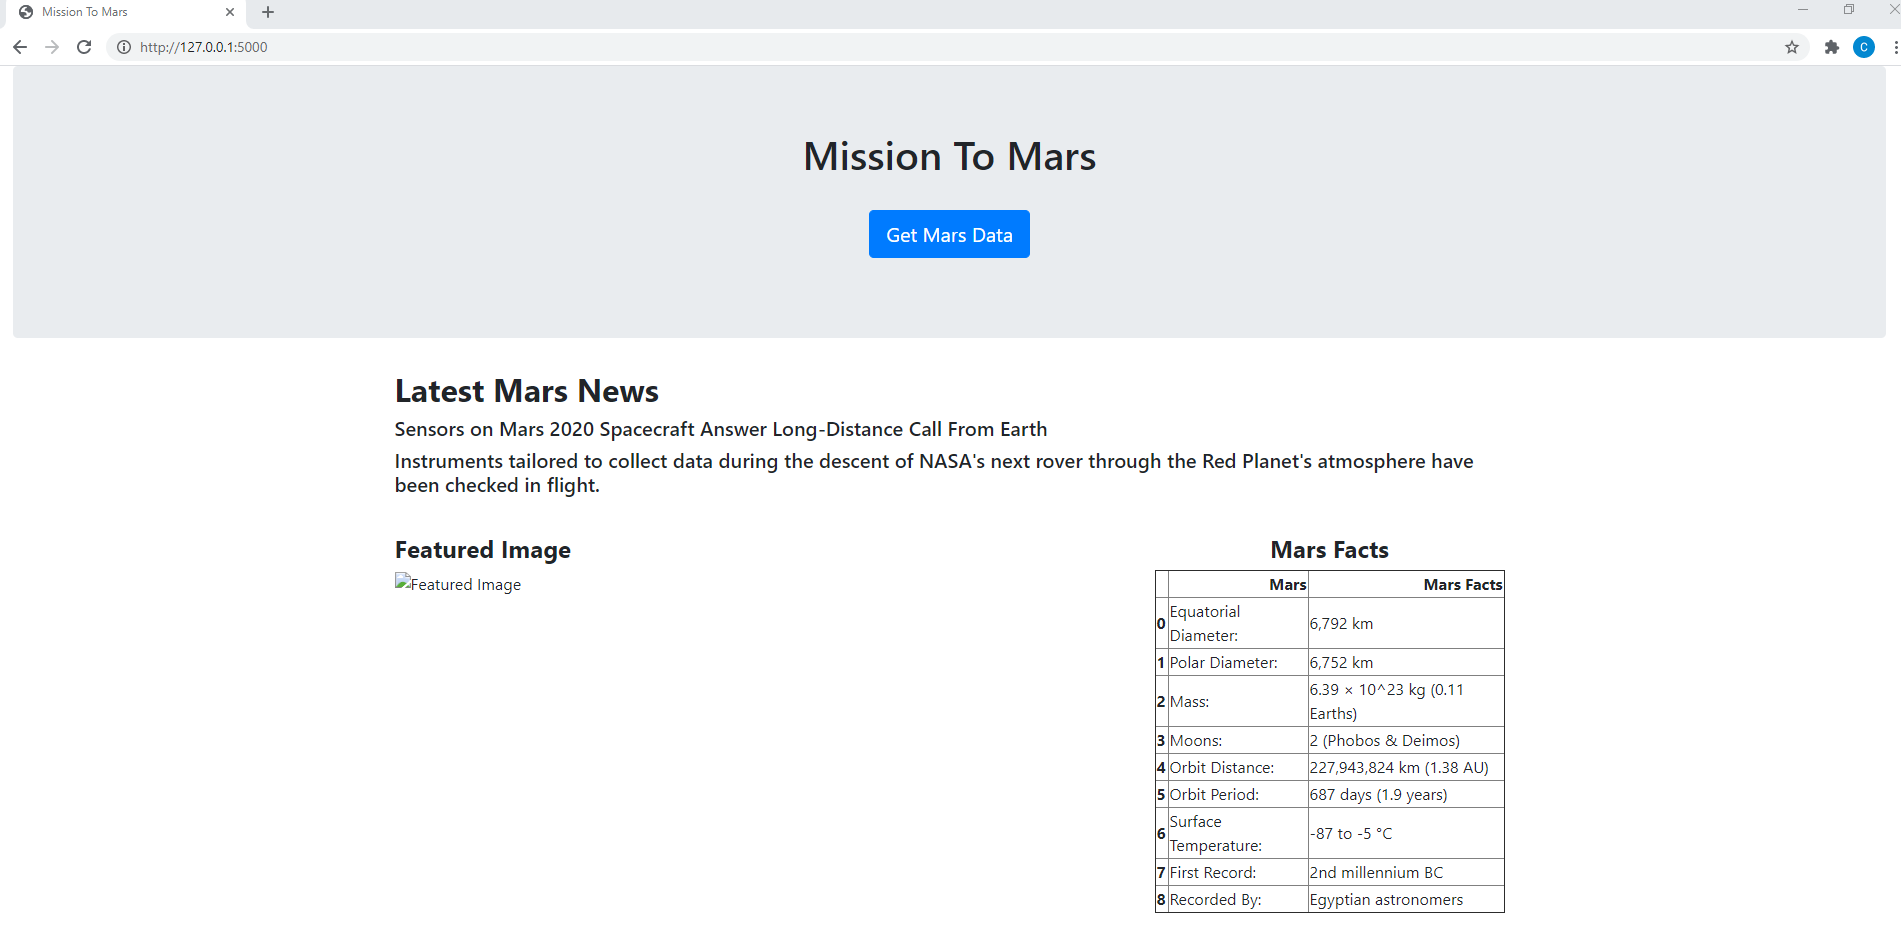 Mission To Mars
http://127.0.0.1:5000
C
Mission To Mars
Get Mars Data
Latest Mars News
Sensors on Mars 2020 Spacecraft Answer Long-Distance Call From Earth
Instruments tailored to collect data during the descent of NASA's next rover through the Red Planet's atmosphere have
been checked in flight.
Featured Image
Featured Image
Mars Facts
Mars Mars Facts
0 Equatorial Diameter: 6,792 km
1 Polar Diameter: 6,752 km
2 Mass: 6.39 × 10^23 kg (0.11 Earths)
3 Moons: 2 (Phobos & Deimos)
4 Orbit Distance: 227,943,824 km (1.38 AU)
5 Orbit Period: 687 days (1.9 years)
6 Surface Temperature: -87 to -5 °C
7 First Record: 2nd millennium BC
8 Recorded By: Egyptian astronomers